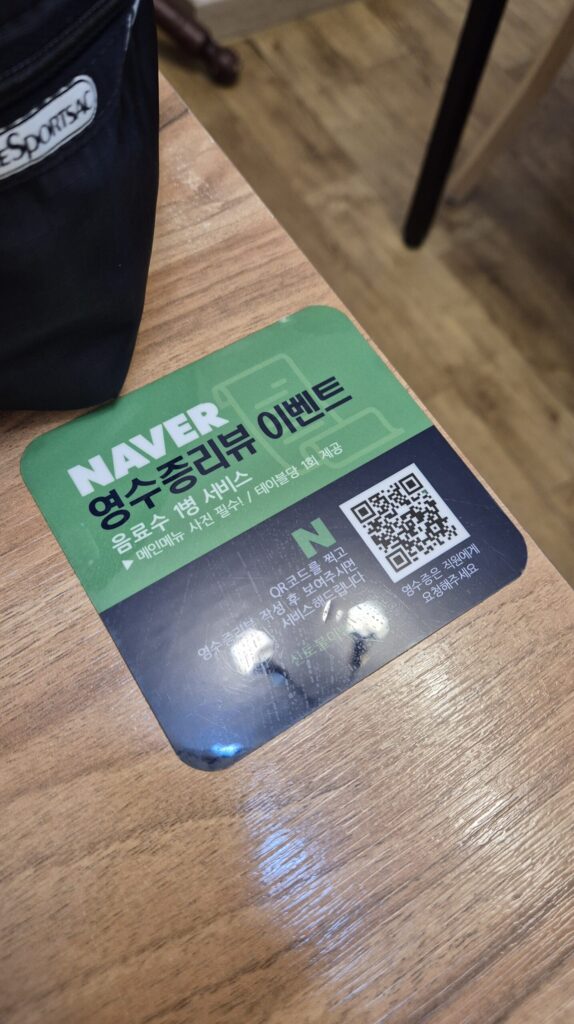 eSportsac
NAVER
영수증리뷰 이벤트
음료수 1병 서비스
▶ 메인메뉴 사진 필수! / 테이블당 1회 제공
N
QR코드를 찍고
영수증리뷰 작성 후 보여주시면
서비스해드립니다
영수증은 직원에게
요청해주세요